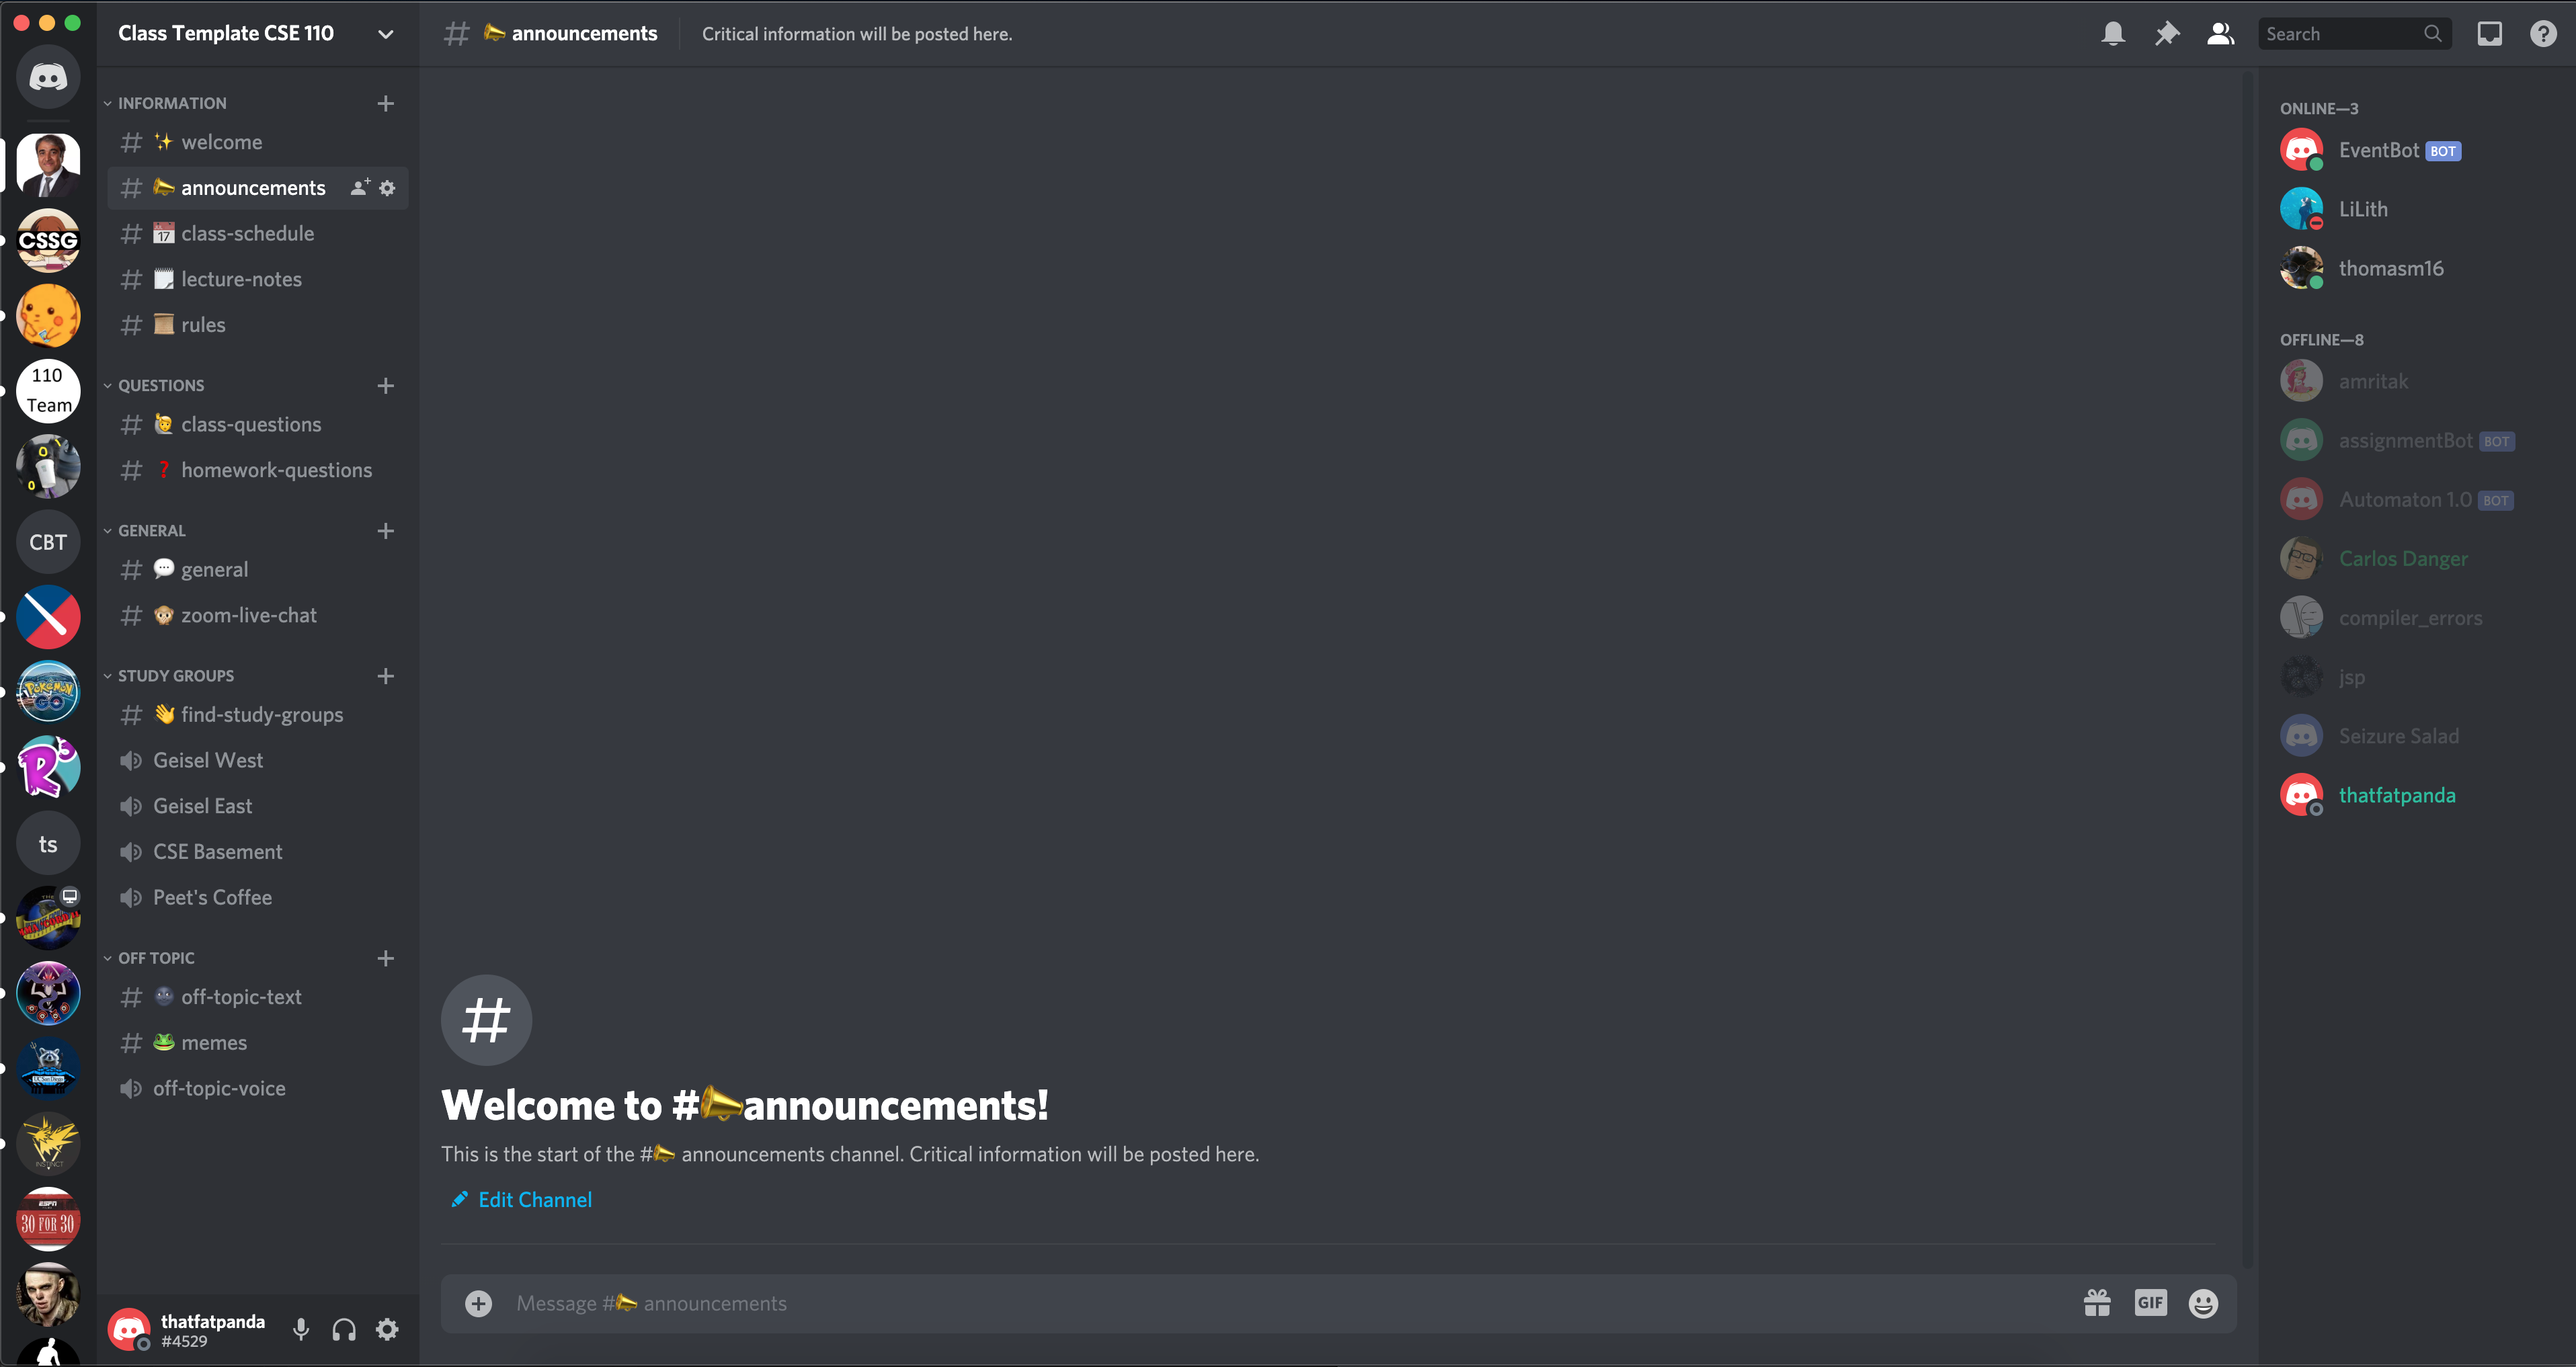 Class Template CSE 110
# 📣 announcements
Critical information will be posted here.
Search
INFORMATION
# ✨ welcome
# 📣 announcements
# 📅 class-schedule
# 🗒️ lecture-notes
# 📜 rules
QUESTIONS
# 🙋 class-questions
# ❓ homework-questions
GENERAL
# 💬 general
# 🐵 zoom-live-chat
STUDY GROUPS
# 👋 find-study-groups
Geisel West
Geisel East
CSE Basement
Peet's Coffee
OFF TOPIC
# 🌚 off-topic-text
# 🐸 memes
off-topic-voice
thatfatpanda
#4529
CSSG
110
Team
CBT
POKÉMON
GO
R³
ts
INSTINCT
ESPN
30 FOR 30
Welcome to #📣announcements!
This is the start of the #📣 announcements channel. Critical information will be posted here.
Edit Channel
Message #📣 announcements
GIF
ONLINE—3
EventBot BOT
LiLith
thomasm16
OFFLINE—8
amritak
assignmentBot BOT
Automaton 1.0 BOT
Carlos Danger
compiler_errors
jsp
Seizure Salad
thatfatpanda